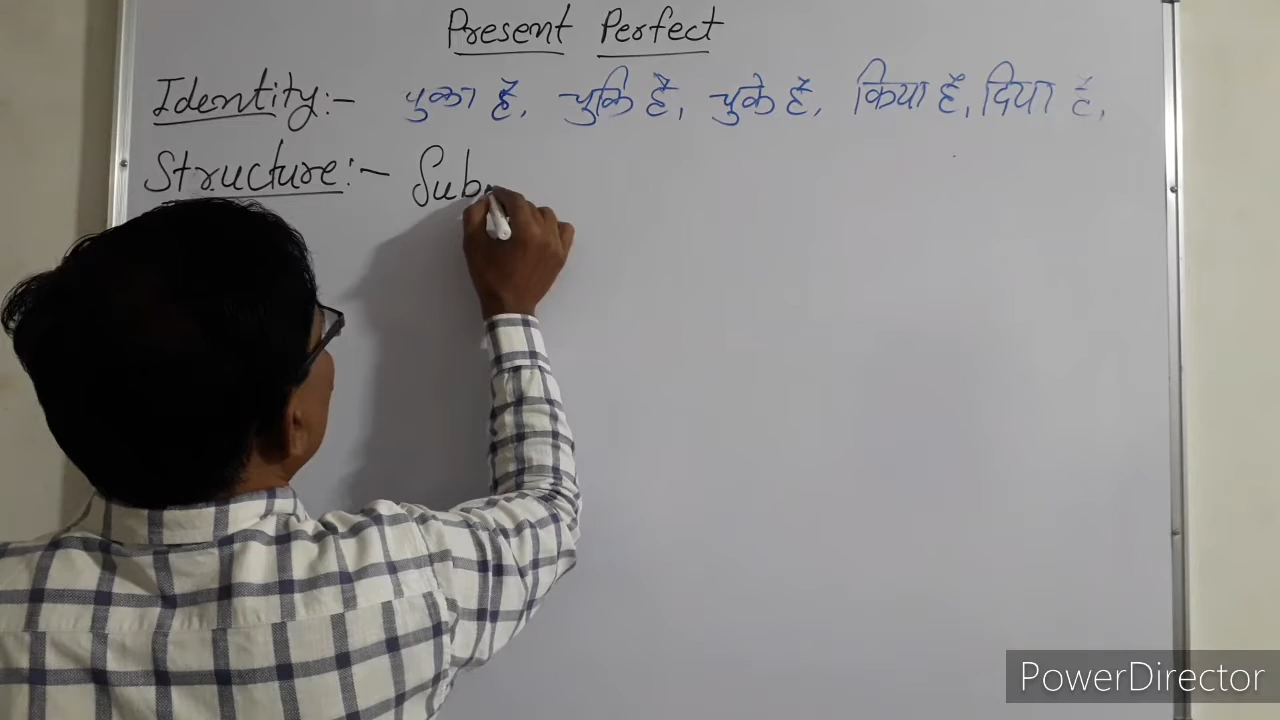 Present Perfect
Identity:- चुका है, चुकि है, चुके है, किया है, दिया है,
Structure:- Sub
PowerDirector